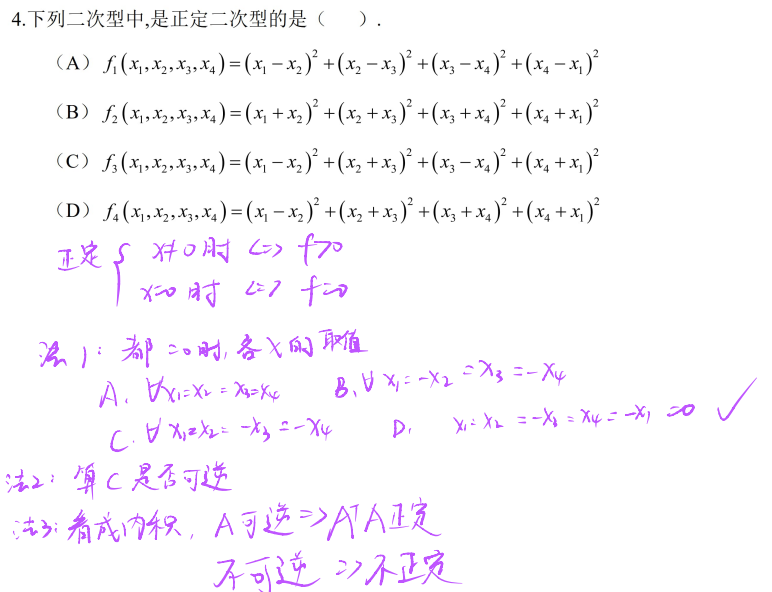 4.下列二次型中,是正定二次型的是（　　）.
（A） f₁(x₁,x₂,x₃,x₄)=(x₁−x₂)²+(x₂−x₃)²+(x₃−x₄)²+(x₄−x₁)²
（B） f₂(x₁,x₂,x₃,x₄)=(x₁+x₂)²+(x₂+x₃)²+(x₃+x₄)²+(x₄+x₁)²
（C） f₃(x₁,x₂,x₃,x₄)=(x₁−x₂)²+(x₂+x₃)²+(x₃−x₄)²+(x₄+x₁)²
（D） f₄(x₁,x₂,x₃,x₄)=(x₁−x₂)²+(x₂+x₃)²+(x₃+x₄)²+(x₄+x₁)²
正定 { x≠0时 <=> f>0
x=0时 <=> f=0
法1: 都=0时, 各x的取值
A. ∀x₁=x₂=x₃=x₄ B. ∀x₁=-x₂=x₃=-x₄
C. ∀x₁=x₂=-x₃=-x₄ D. x₁=x₂=-x₃=x₄=-x₁=0 ✓
法2: 算C是否可逆
法3: 看成内积, A可逆=>AᵀA正定
不可逆=>不正定